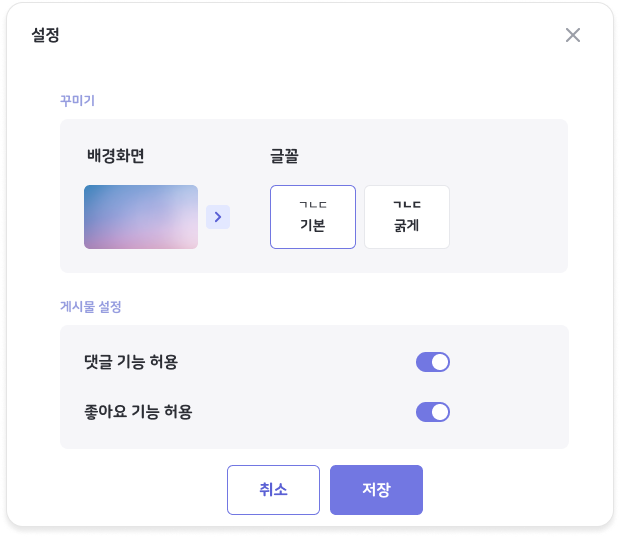 설정
꾸미기
배경화면
글꼴
ㄱㄴㄷ
기본
ㄱㄴㄷ
굵게
게시물 설정
댓글 기능 허용
좋아요 기능 허용
취소
저장